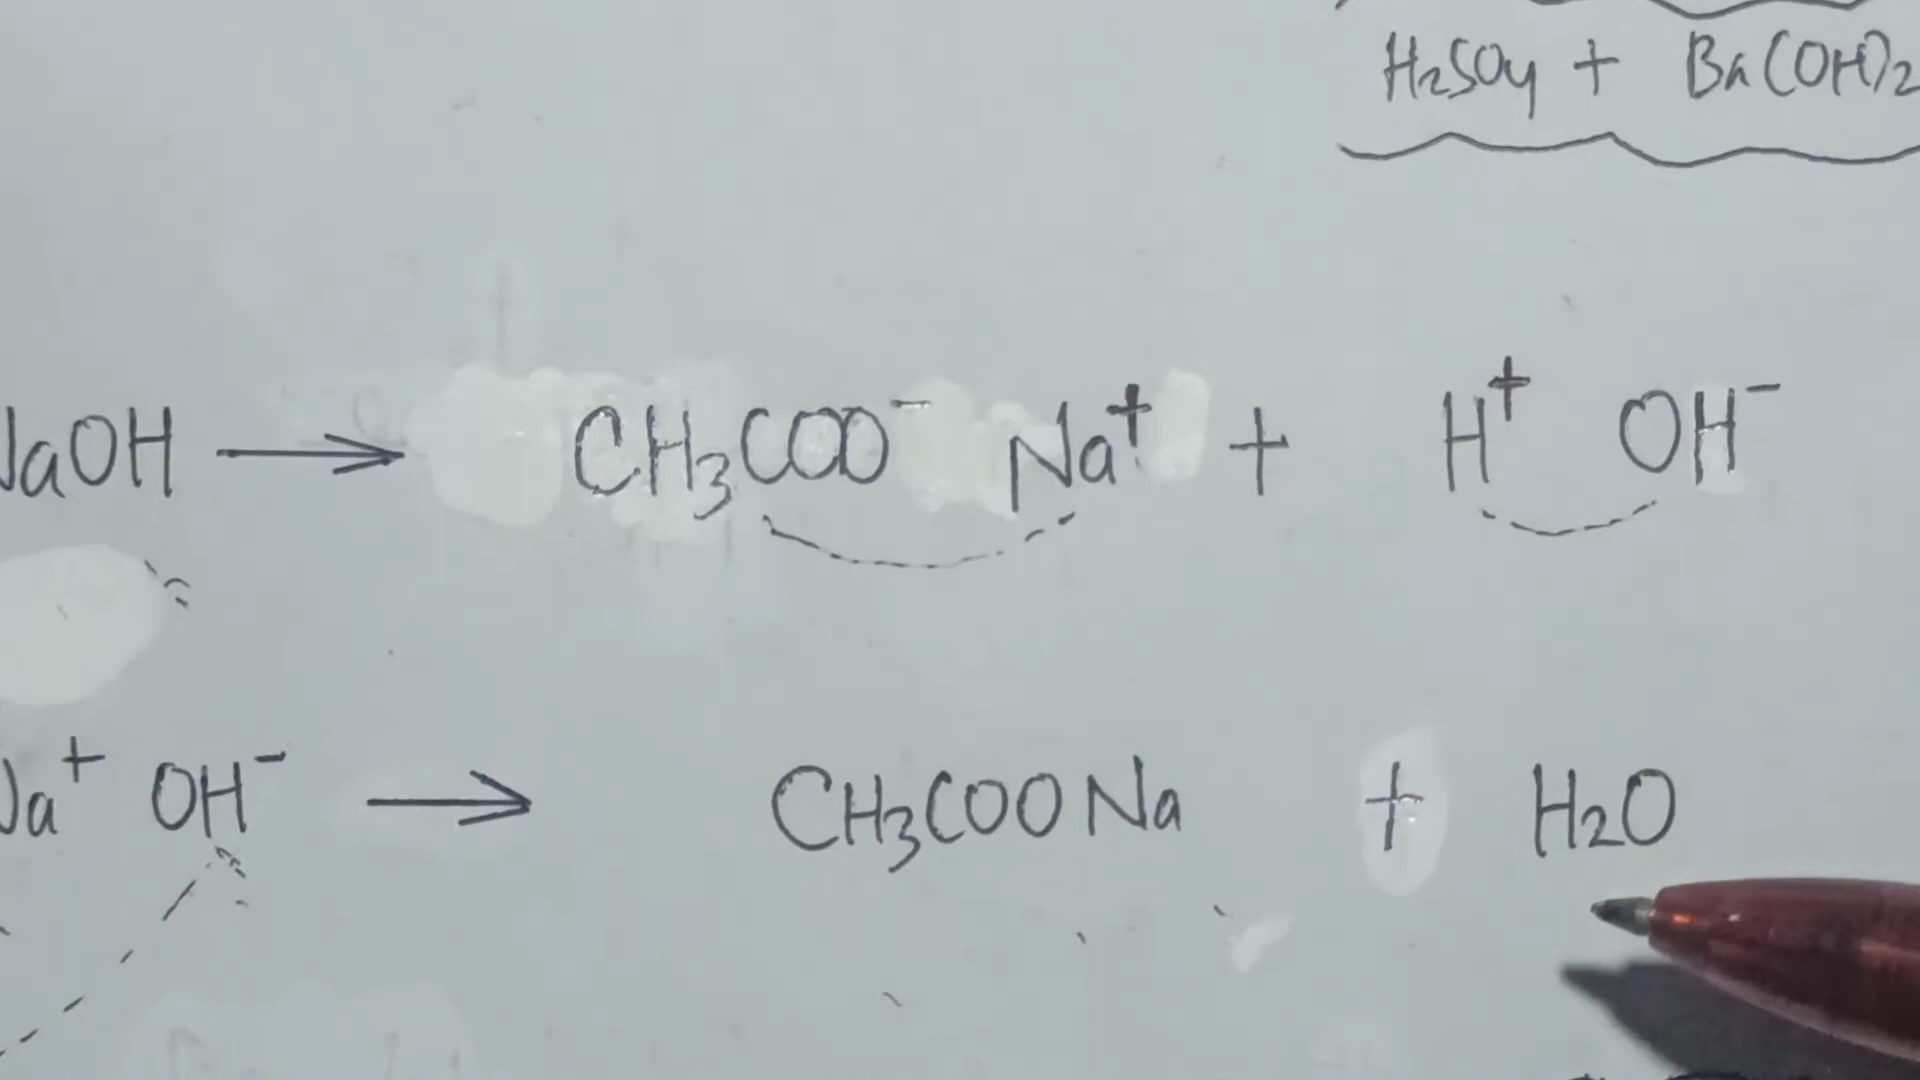 H₂SO₄ + Ba(OH)₂
NaOH → CH₃COO⁻ Na⁺ + H⁺ OH⁻
Na⁺ OH⁻ → CH₃COONa + H₂O